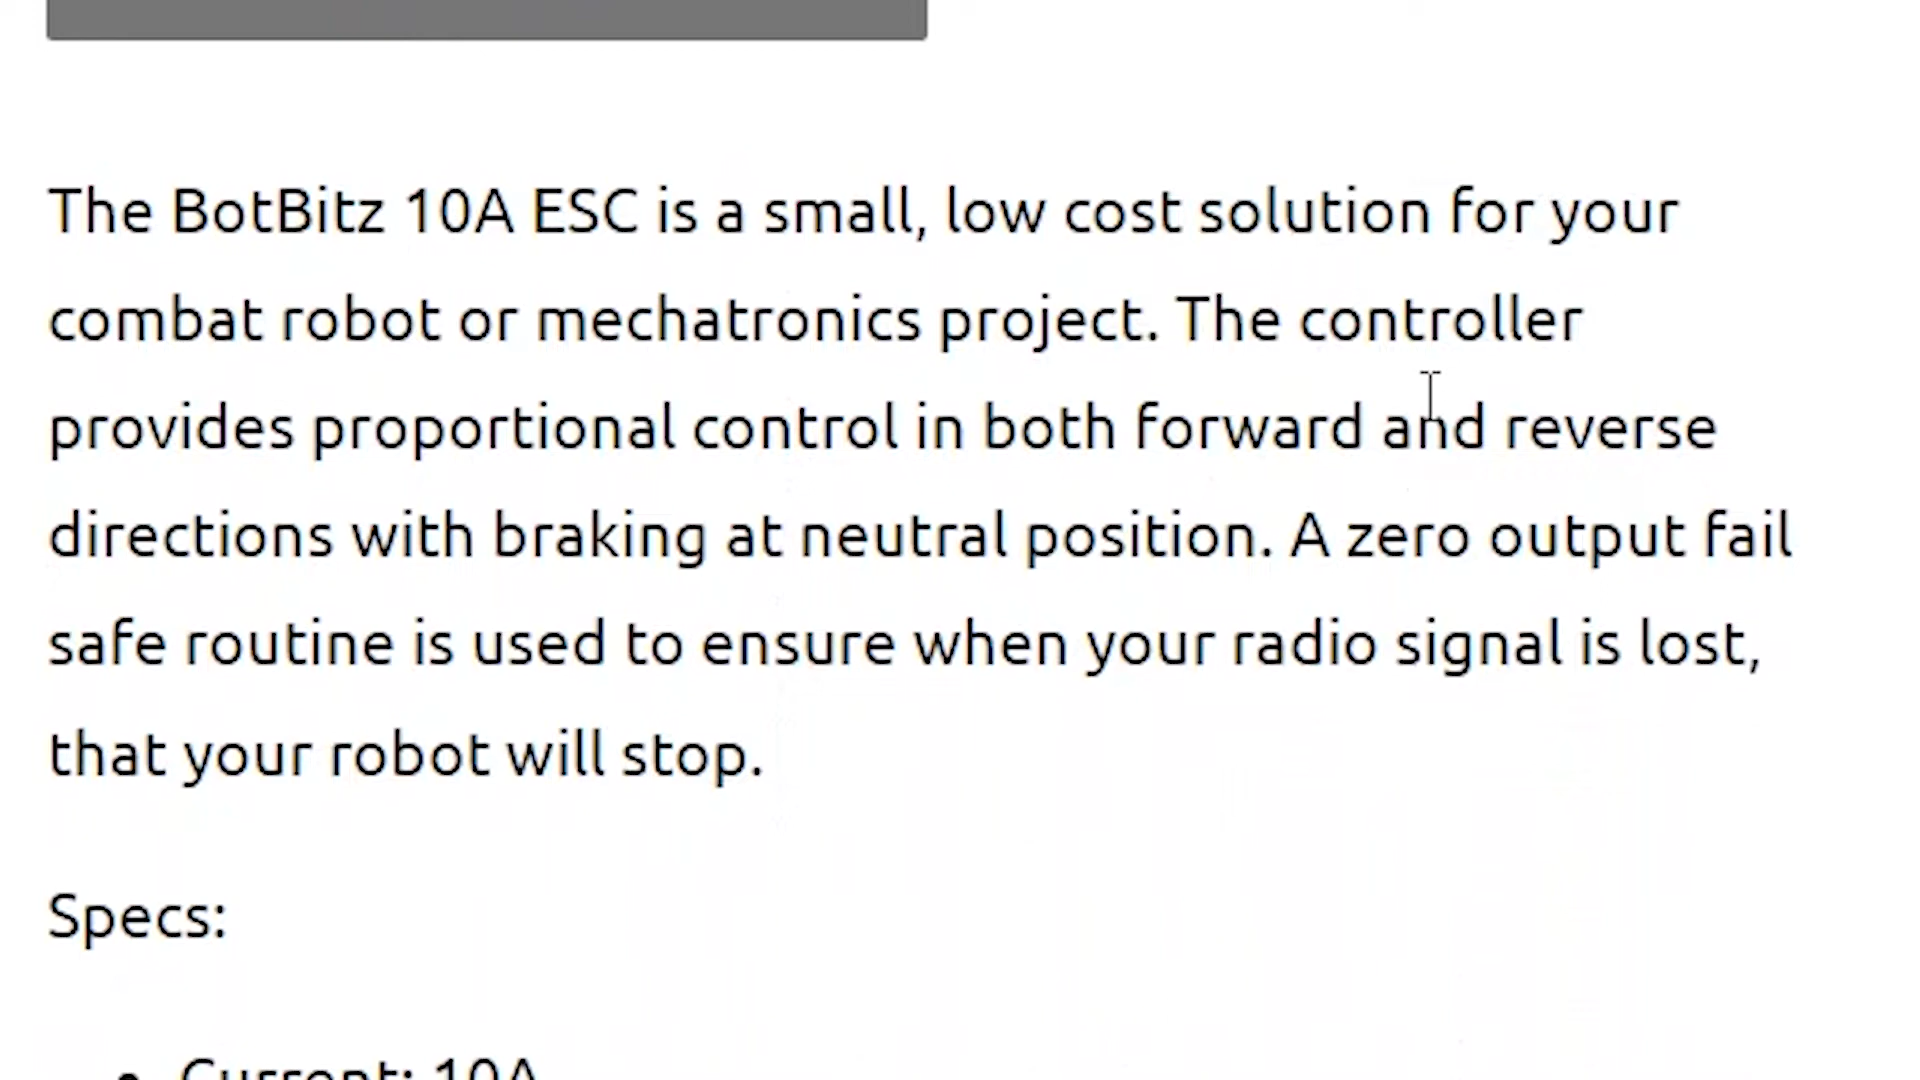 The BotBitz 10A ESC is a small, low cost solution for your
combat robot or mechatronics project. The controller
provides proportional control in both forward and reverse
directions with braking at neutral position. A zero output fail
safe routine is used to ensure when your radio signal is lost,
that your robot will stop.
Specs:
• Current: 10A